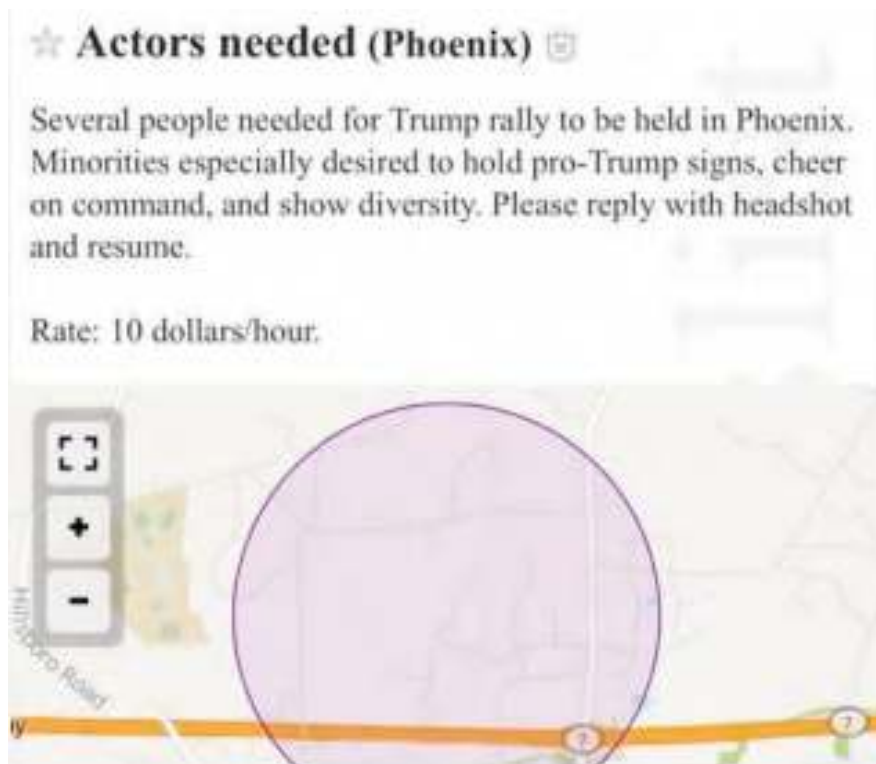 ☆ Actors needed (Phoenix)
Several people needed for Trump rally to be held in Phoenix.
Minorities especially desired to hold pro-Trump signs, cheer
on command, and show diversity. Please reply with headshot
and resume.
Rate: 10 dollars/hour.
+
-
Hillsboro Road
y
7
7